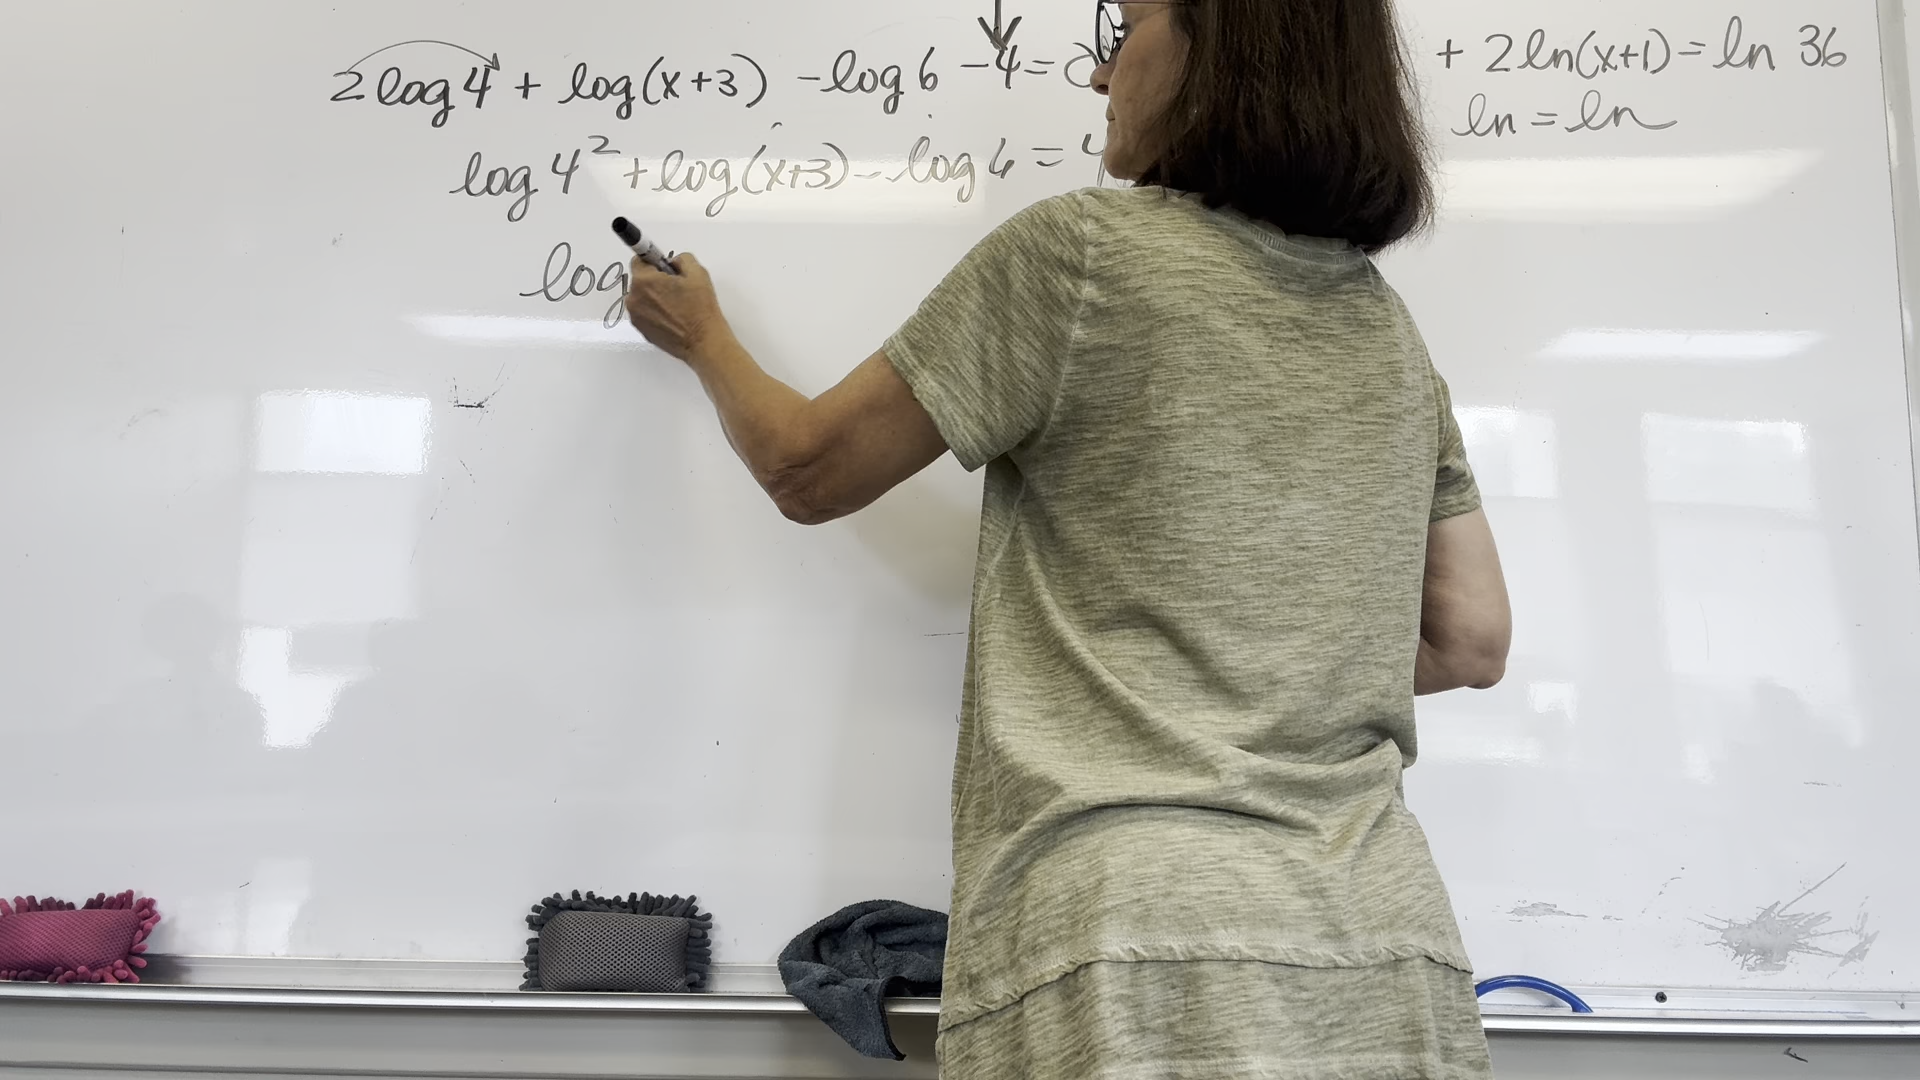 2 log 4 + log(x+3) - log 6 - 4 =
log 4² + log(x+3) - log 6 = 4
log
+ 2 ln(x+1) = ln 36
ln = ln